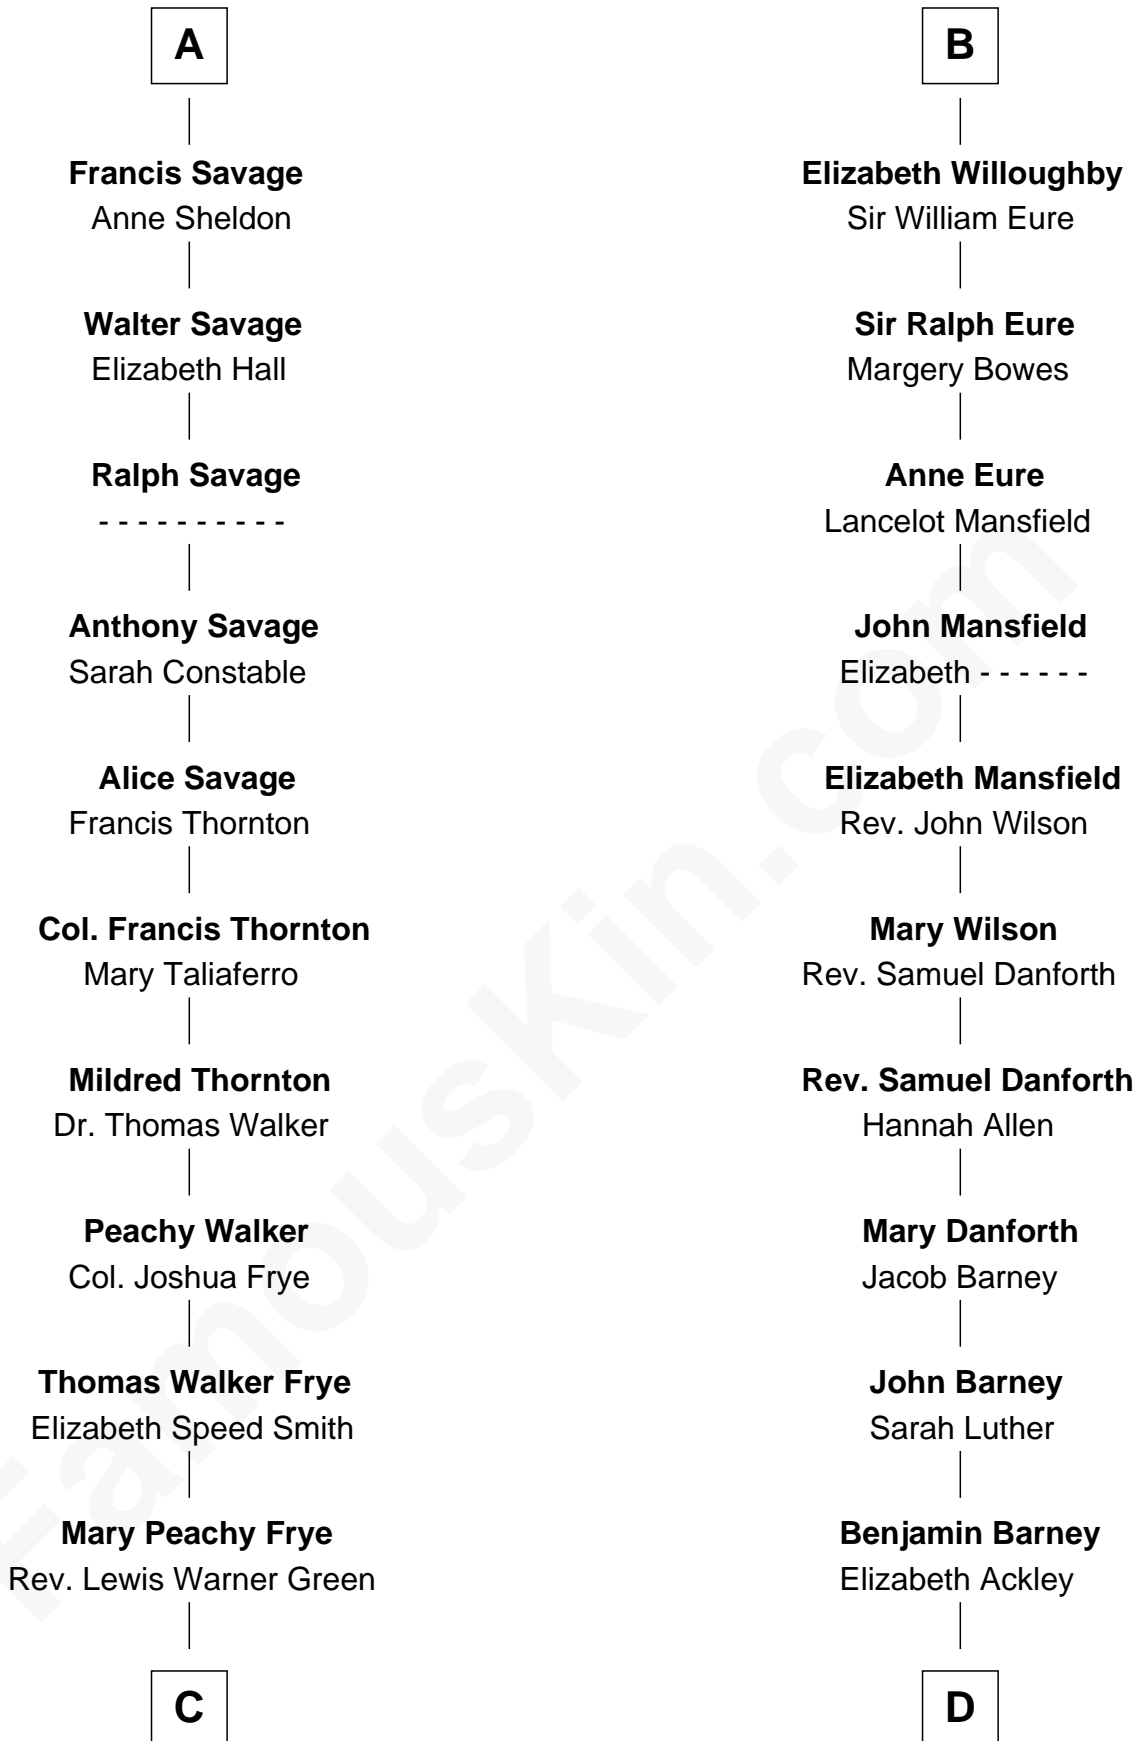 A
Francis Savage
Anne Sheldon
Walter Savage
Elizabeth Hall
Ralph Savage
- - - - - - - - - -
Anthony Savage
Sarah Constable
Alice Savage
Francis Thornton
Col. Francis Thornton
Mary Taliaferro
Mildred Thornton
Dr. Thomas Walker
Peachy Walker
Col. Joshua Frye
Thomas Walker Frye
Elizabeth Speed Smith
Mary Peachy Frye
Rev. Lewis Warner Green
C
B
Elizabeth Willoughby
Sir William Eure
Sir Ralph Eure
Margery Bowes
Anne Eure
Lancelot Mansfield
John Mansfield
Elizabeth - - - - - -
Elizabeth Mansfield
Rev. John Wilson
Mary Wilson
Rev. Samuel Danforth
Rev. Samuel Danforth
Hannah Allen
Mary Danforth
Jacob Barney
John Barney
Sarah Luther
Benjamin Barney
Elizabeth Ackley
D
FamousKin.com